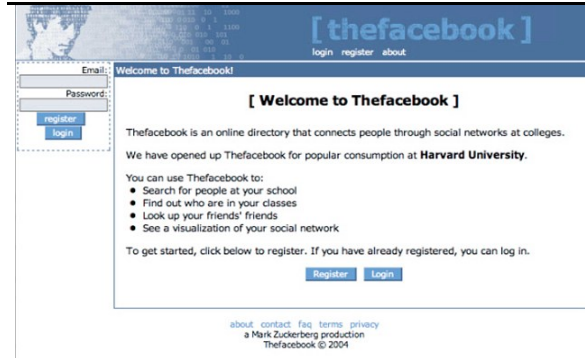 [ thefacebook ]
login register about
Email:
Password:
register
login
Welcome to Thefacebook!
[ Welcome to Thefacebook ]
Thefacebook is an online directory that connects people through social networks at colleges.
We have opened up Thefacebook for popular consumption at Harvard University.
You can use Thefacebook to:
• Search for people at your school
• Find out who are in your classes
• Look up your friends' friends
• See a visualization of your social network
To get started, click below to register. If you have already registered, you can log in.
Register Login
about contact faq terms privacy
a Mark Zuckerberg production
Thefacebook © 2004